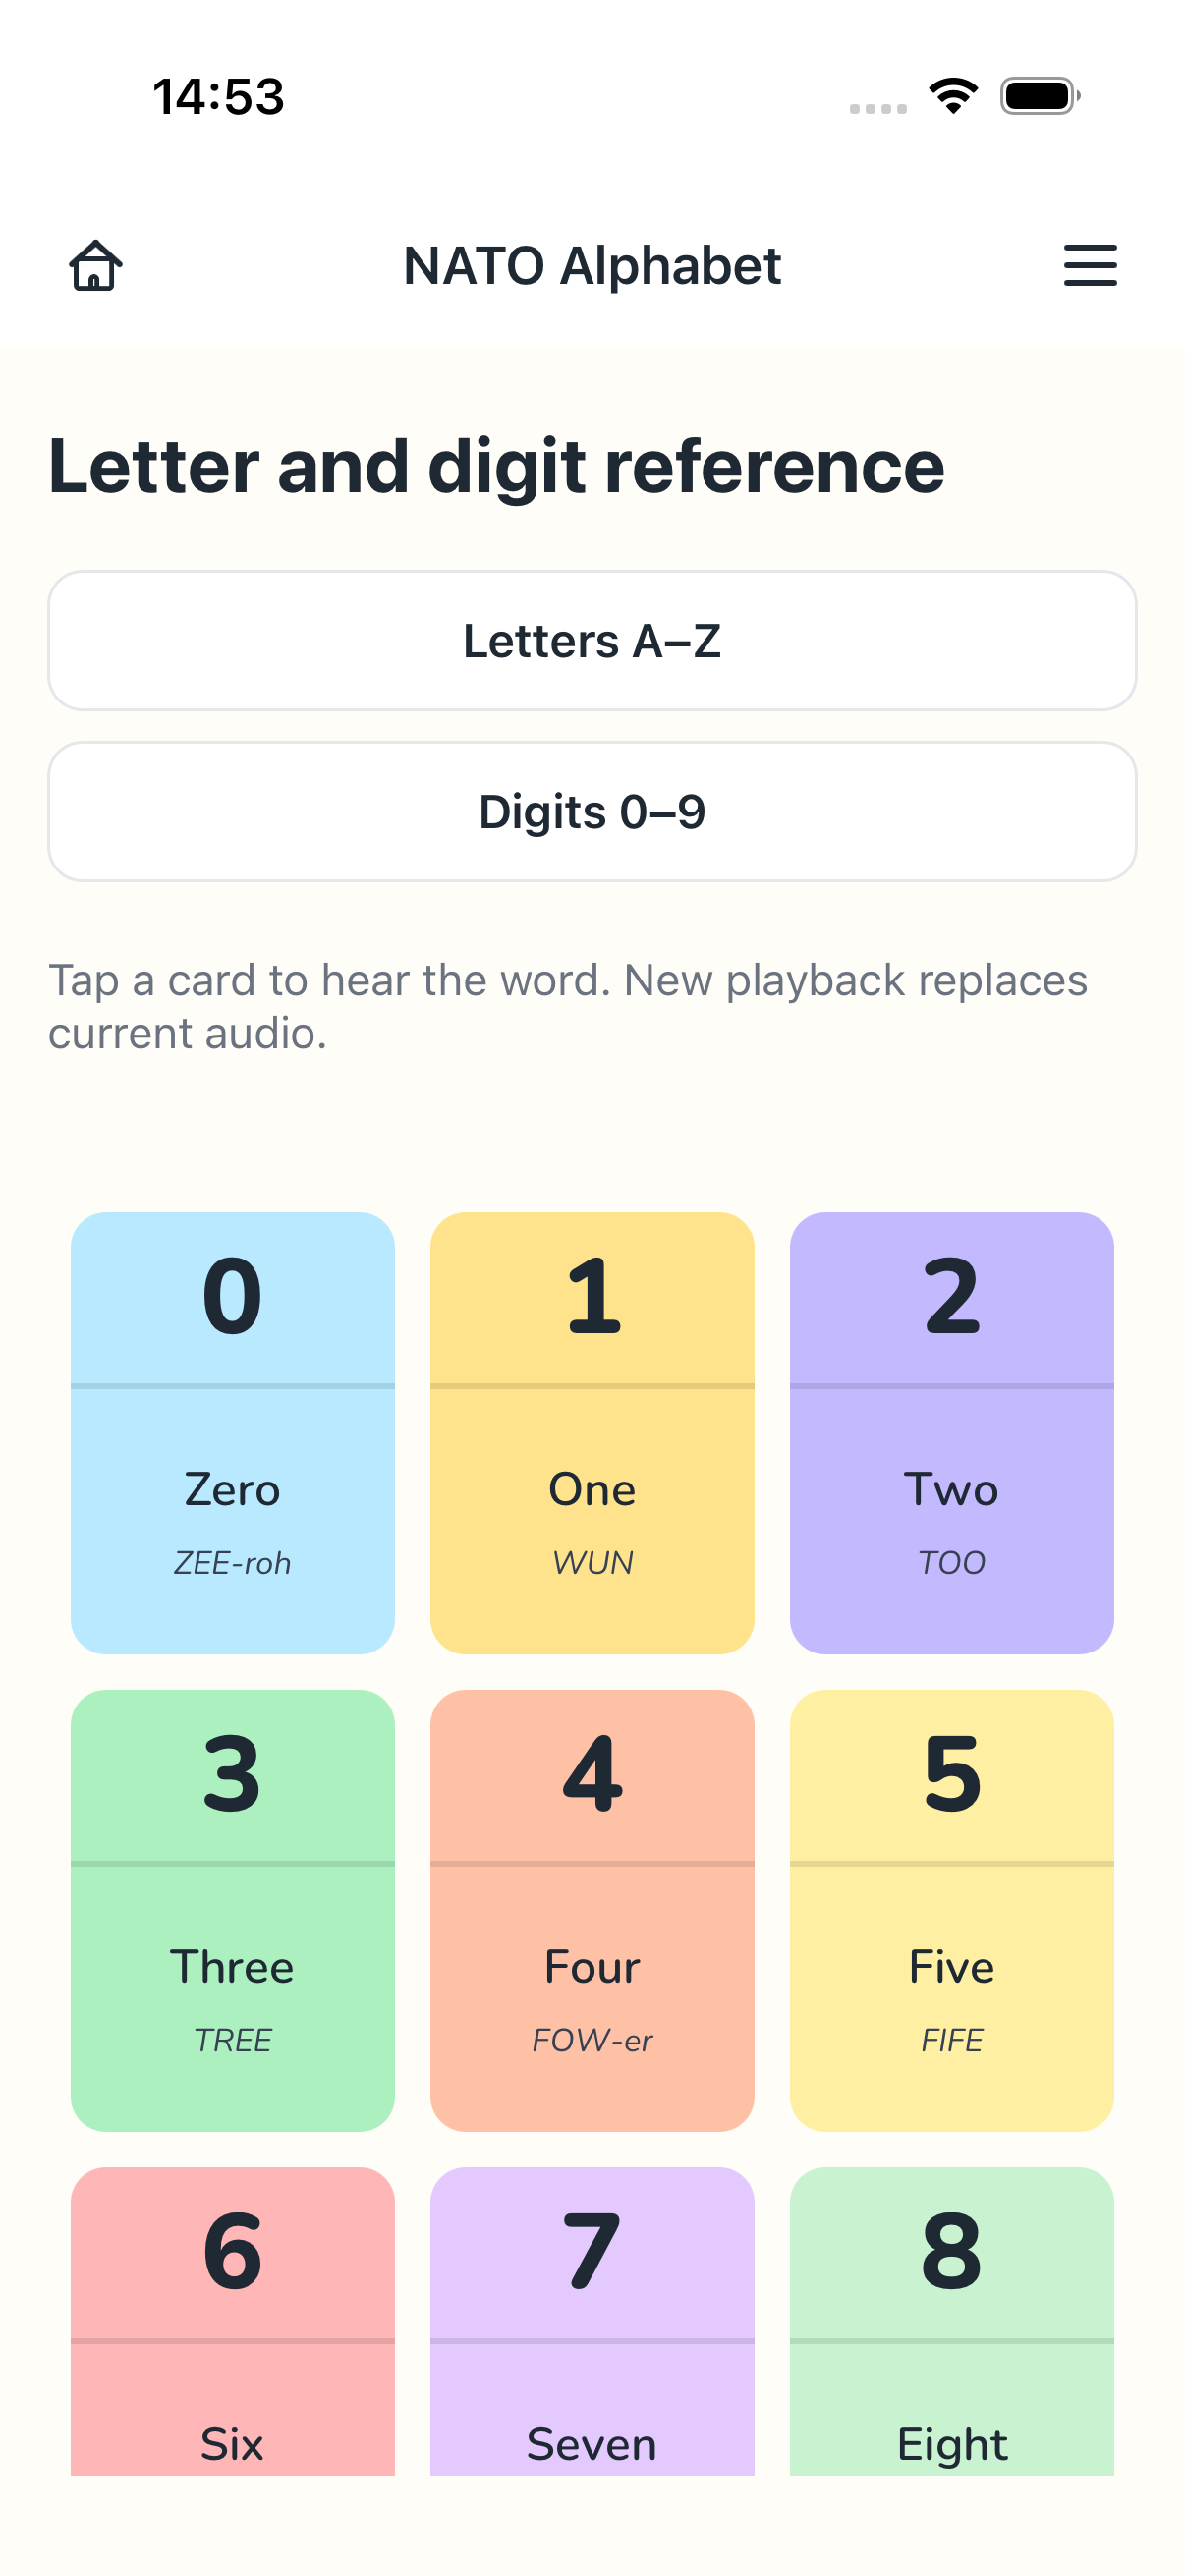 14:53
NATO Alphabet
Letter and digit reference
Letters A–Z
Digits 0–9
Tap a card to hear the word. New playback replaces
current audio.
0
Zero
ZEE-roh
1
One
WUN
2
Two
TOO
3
Three
TREE
4
Four
FOW-er
5
Five
FIFE
6
Six
7
Seven
8
Eight